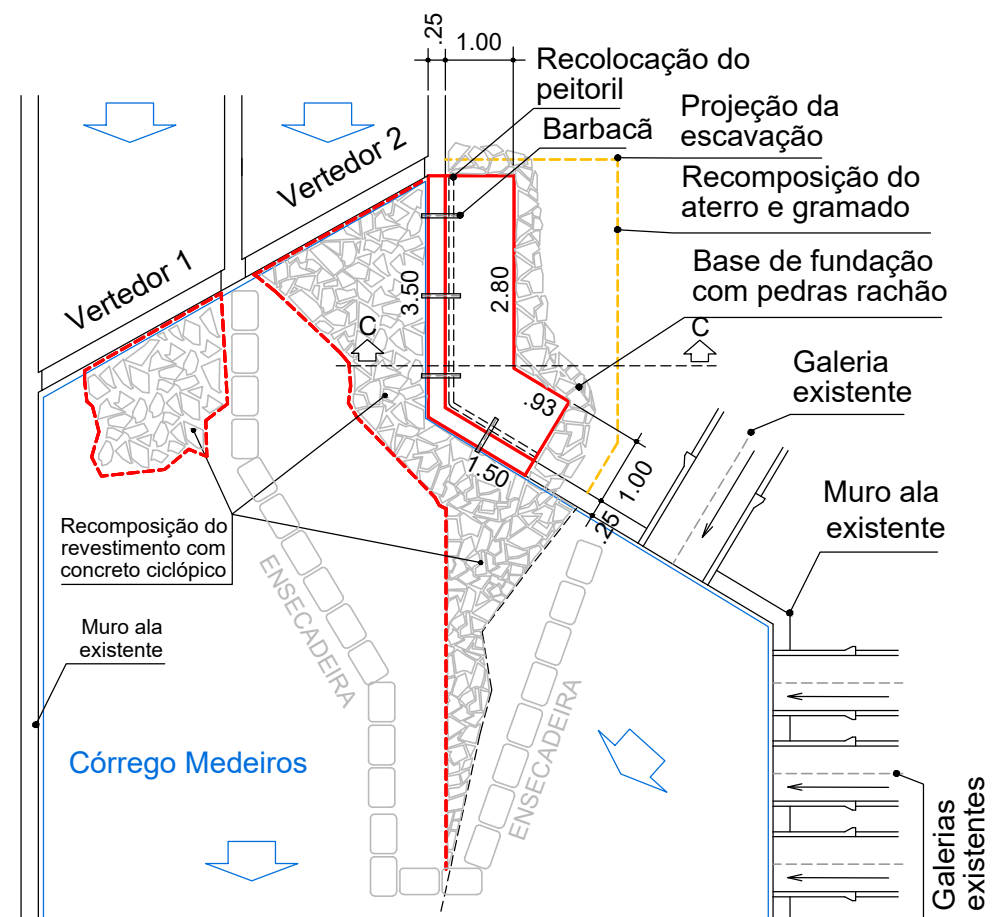 .25
1.00
Recolocação do
peitoril
Barbacã
Projeção da
escavação
Recomposição do
aterro e gramado
Base de fundação
com pedras rachão
Vertedor 2
Vertedor 1
3.50
2.80
C
C
.93
1.50
1.00
.25
Galeria
existente
Muro ala
existente
Recomposição do
revestimento com
concreto ciclópico
Muro ala
existente
ENSECADEIRA
ENSECADEIRA
Córrego Medeiros
Galerias
existentes